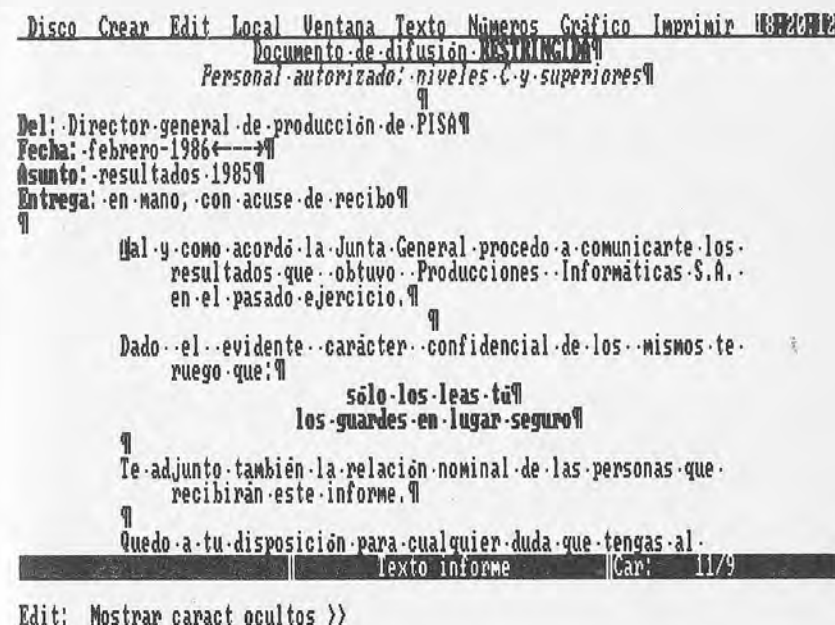 Disco Crear Edit Local Ventana Texto Números Gráfico Imprimir 18:20:12
Documento·de·difusión·RESTRINGIDA¶
Personal·autorizado:·niveles·C·y·superiores¶
¶
Del:·Director·general·de·producción·de·PISA¶
Fecha:·febrero-1986←---→¶
Asunto:·resultados·1985¶
Entrega:·en·mano,·con·acuse·de·recibo¶
¶
al·y·como·acordó·la·Junta·General·procedo·a·comunicarte·los·
resultados·que··obtuvo··Producciones··Informáticas·S.A.·
en·el·pasado·ejercicio.¶
¶
Dado··el··evidente··carácter··confidencial·de·los··mismos·te·
ruego·que:¶
sólo·los·leas·tú¶
los·guardes·en·lugar·seguro¶
¶
Te·adjunto·también·la·relación·nominal·de·las·personas·que·
recibirán·este·informe.¶
¶
Quedo·a·tu·disposición·para·cualquier·duda·que·tengas·al·
Texto informe Car: 11/9
Edit: Mostrar caract ocultos >>